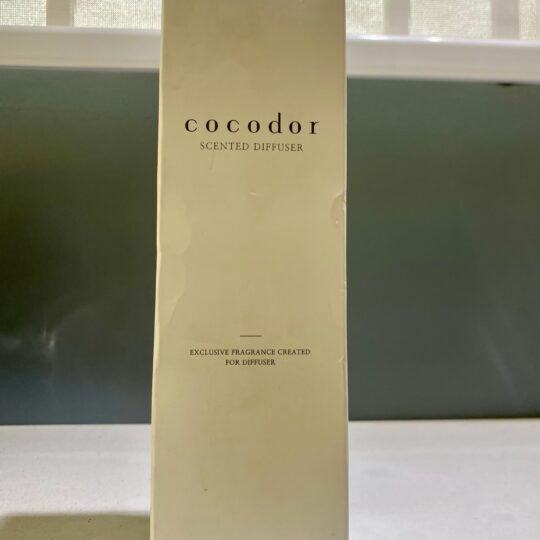 cocodor
SCENTED DIFFUSER
EXCLUSIVE FRAGRANCE CREATED
FOR DIFFUSER